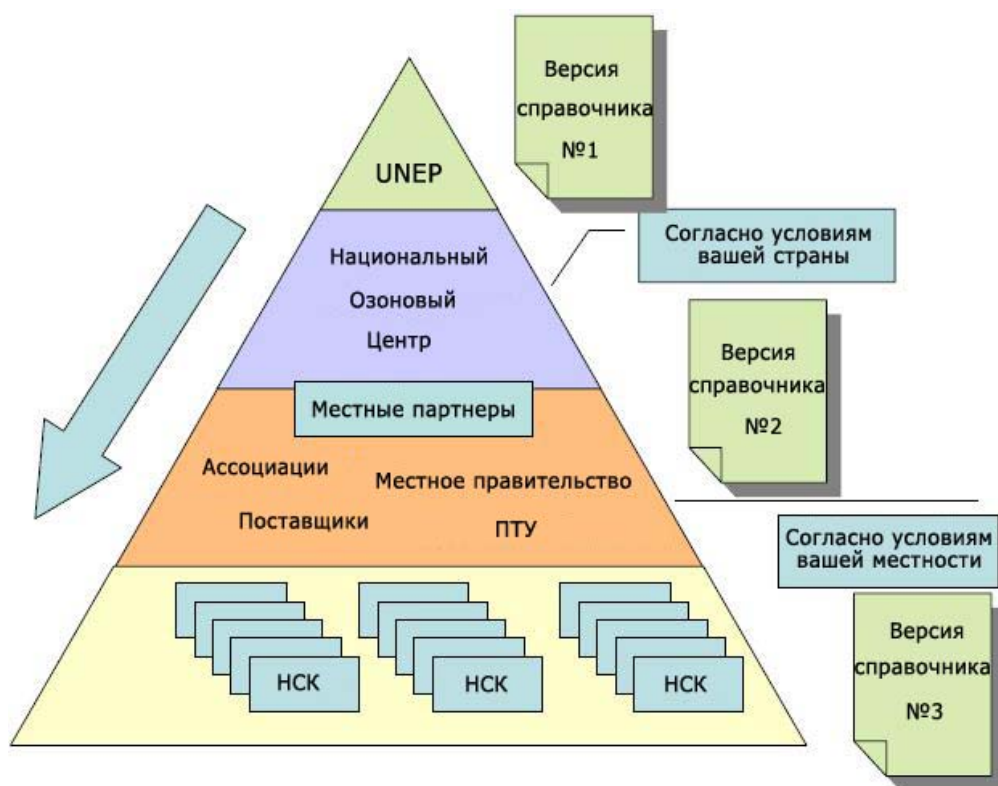 Версия
справочника
№1
UNEP
Согласно условиям
вашей страны
Национальный
Озоновый
Центр
Версия
справочника
№2
Местные партнеры
Ассоциации
Местное правительство
Поставщики
ПТУ
Согласно условиям
вашей местности
НСК
НСК
НСК
Версия
справочника
№3